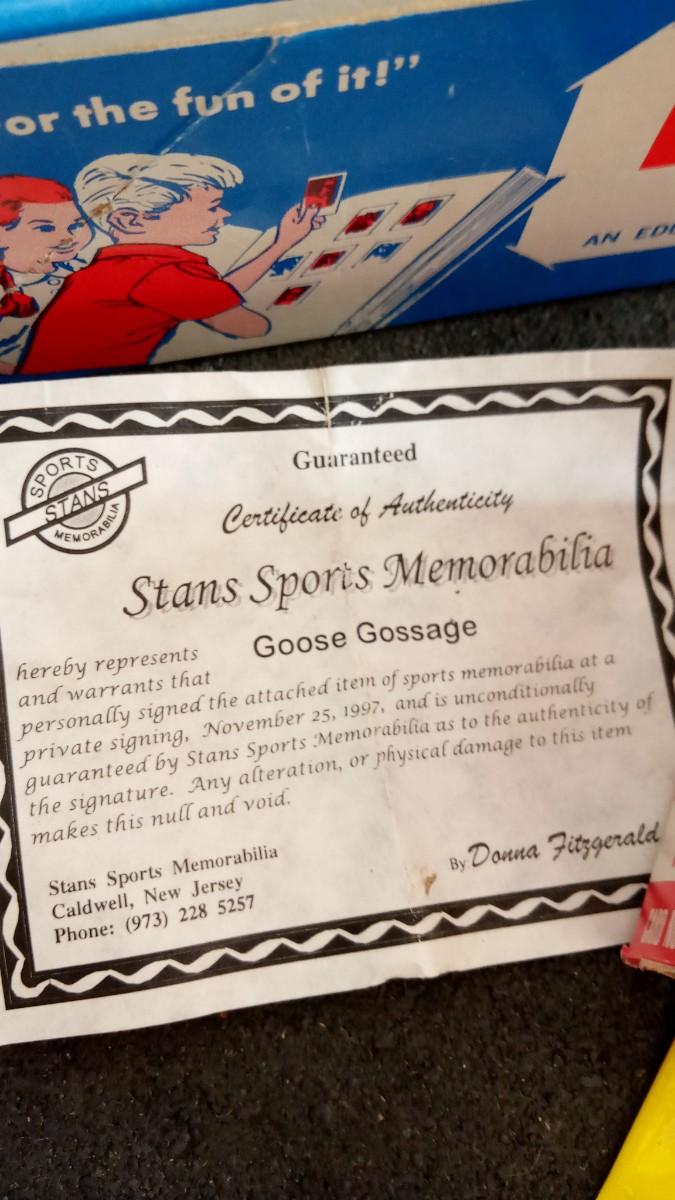 or the fun of it!”
AN
SPORTS
STANS
MEMORABILIA
Guaranteed
Certificate of Authenticity
Stans Sports Memorabilia
hereby represents
and warrants that
Goose Gossage
personally signed the attached item of sports memorabilia at a
private signing, November 25, 1997, and is unconditionally
guaranteed by Stans Sports Memorabilia as to the authenticity of
the signature. Any alteration, or physical damage to this item
makes this null and void.
Stans Sports Memorabilia
Caldwell, New Jersey
Phone: (973) 228 5257
By Donna Fitzgerald